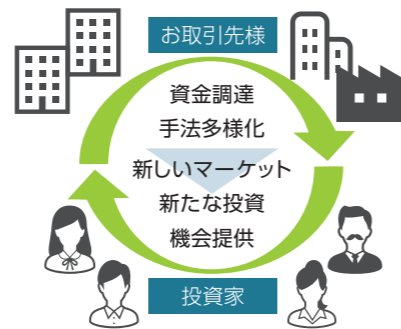 お取引先様
資金調達
手法多様化
新しいマーケット
新たな投資
機会提供
投資家